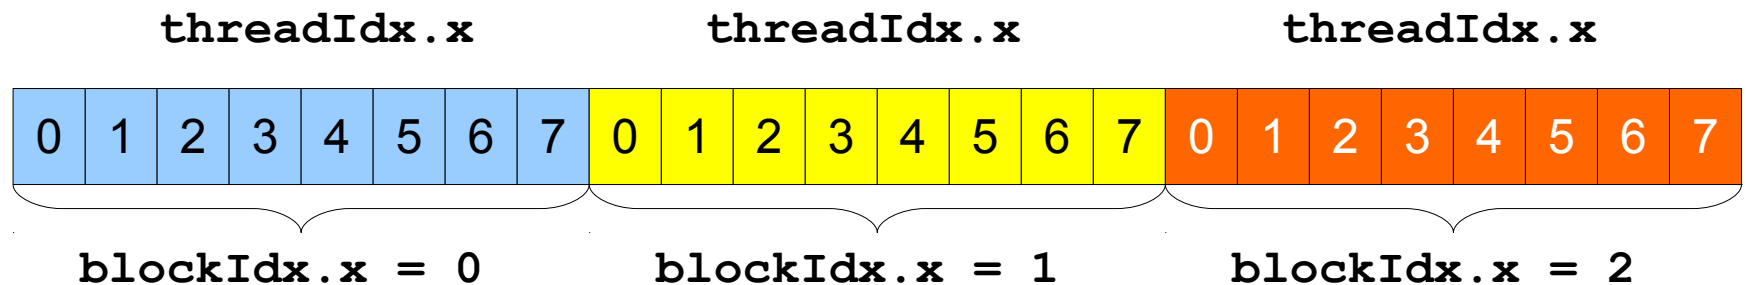 threadIdx.x threadIdx.x threadIdx.x
0 1 2 3 4 5 6 7 0 1 2 3 4 5 6 7 0 1 2 3 4 5 6 7
blockIdx.x = 0 blockIdx.x = 1 blockIdx.x = 2